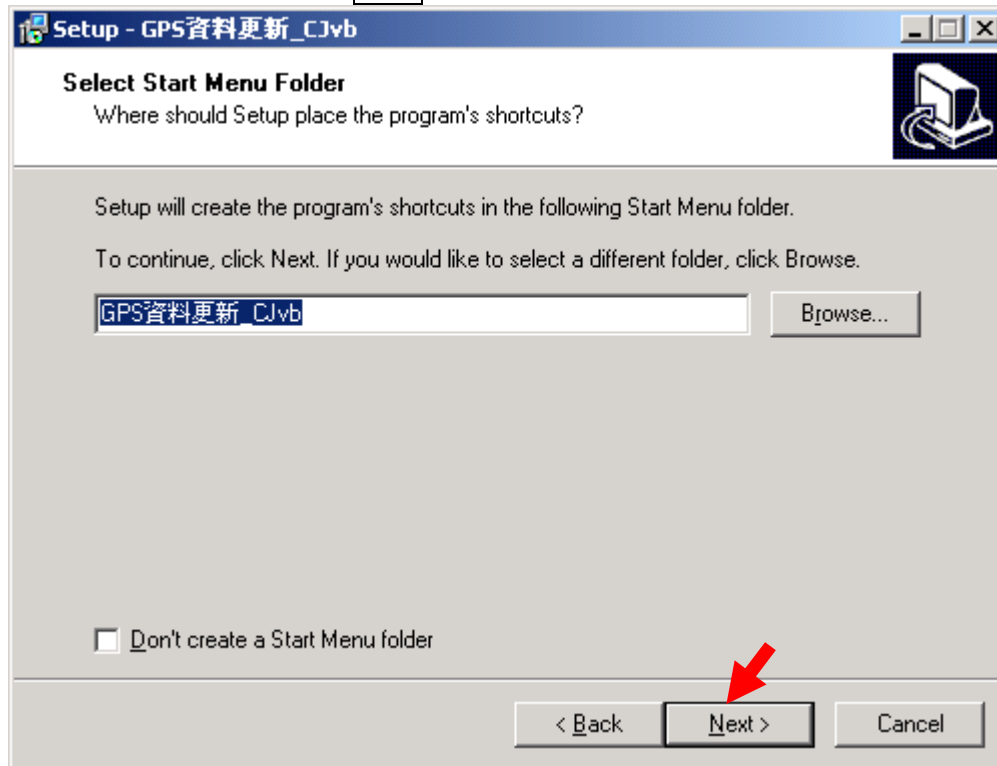 Setup - GPS資料更新_CJvb
Select Start Menu Folder
Where should Setup place the program's shortcuts?
Setup will create the program's shortcuts in the following Start Menu folder.
To continue, click Next. If you would like to select a different folder, click Browse.
GPS資料更新_CJvb
Browse...
Don't create a Start Menu folder
< Back
Next >
Cancel